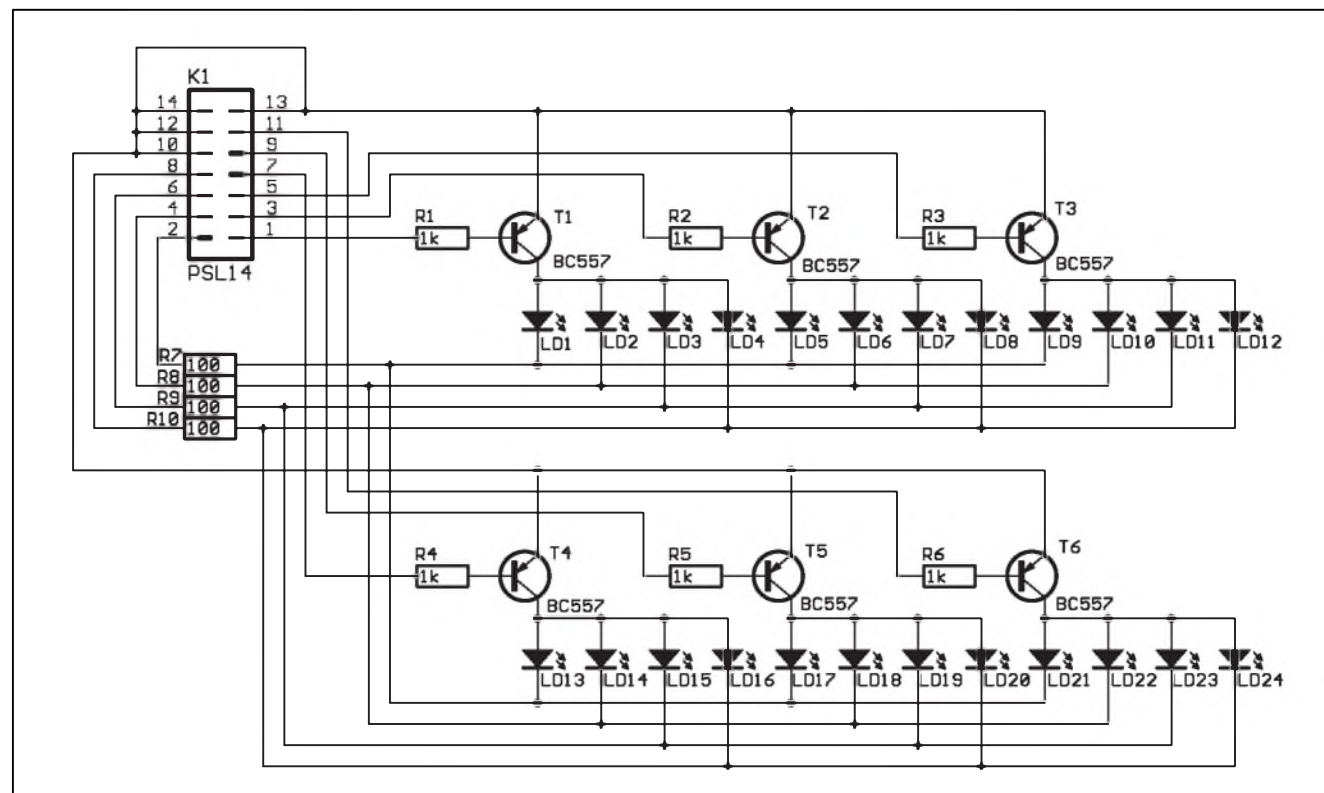 K1
14 13
12 11
10 9
8 7
6 5
4 3
2 1
PSL14
R1 T1 R2 T2 R3 T3
1k 1k 1k
BC557 BC557 BC557
LD1 LD2 LD3 LD4 LD5 LD6 LD7 LD8 LD9 LD10 LD11 LD12
R7 100
R8 100
R9 100
R10 100
R4 T4 R5 T5 R6 T6
1k 1k 1k
BC557 BC557 BC557
LD13 LD14 LD15 LD16 LD17 LD18 LD19 LD20 LD21 LD22 LD23 LD24